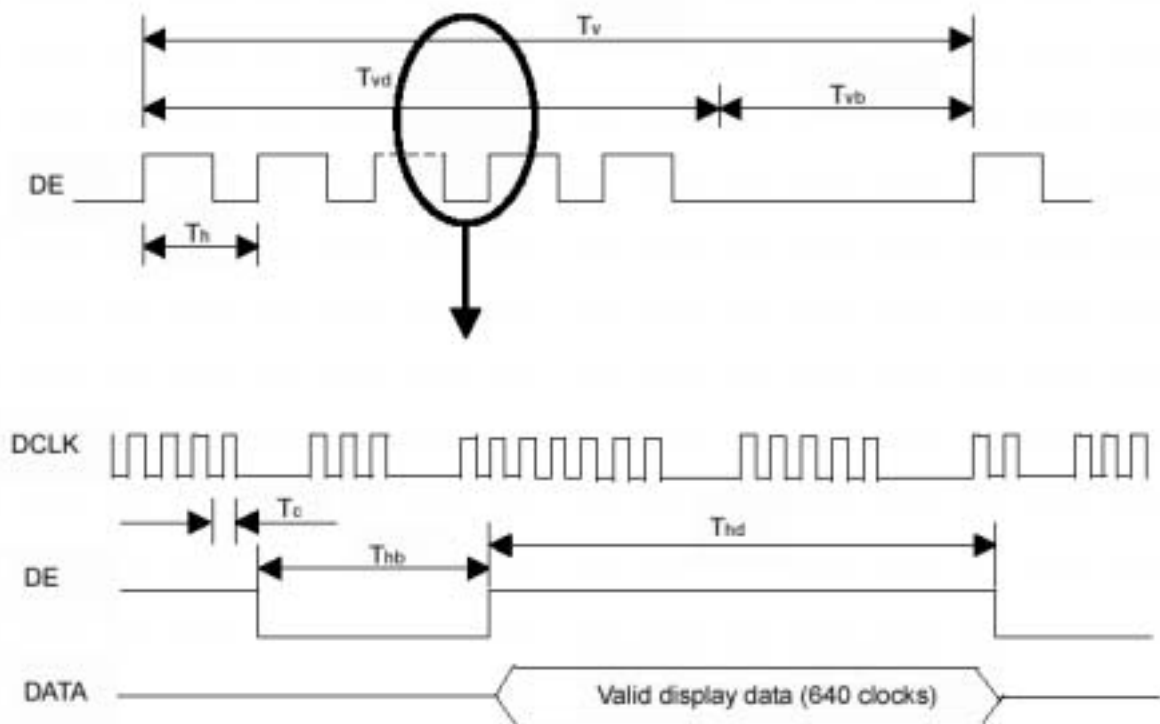 Tv
Tvd
Tvb
DE
Th
DCLK
Tc
Thd
Thb
DE
DATA
Valid display data (640 clocks)